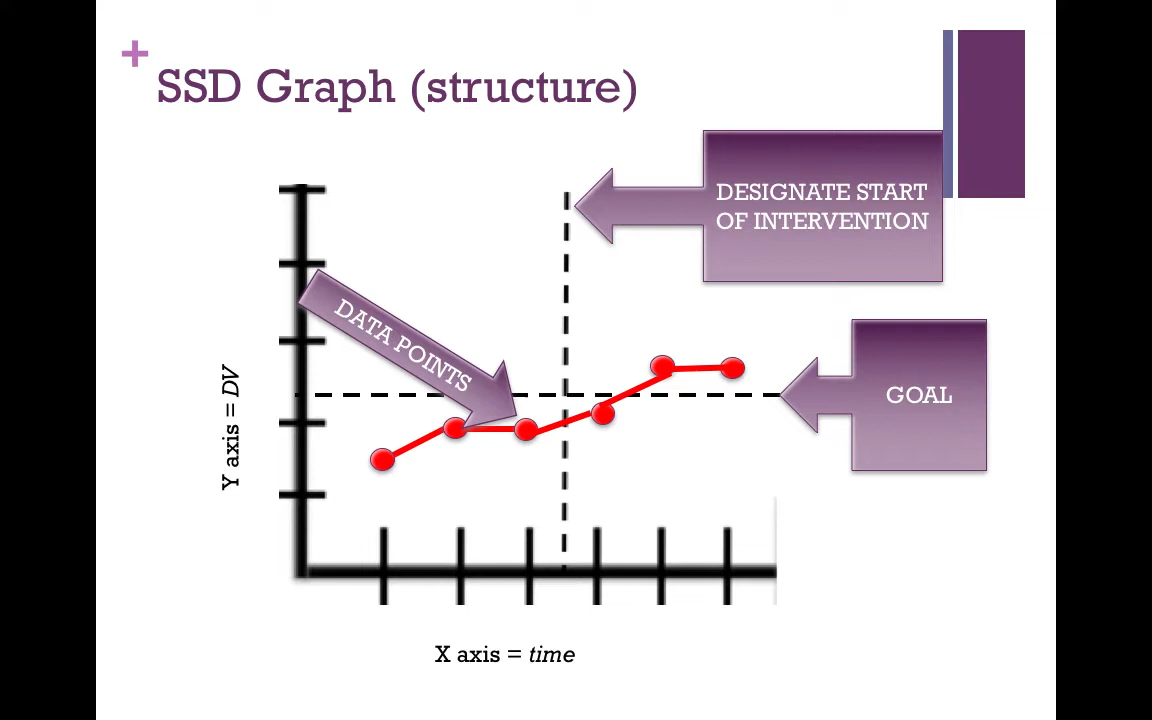 +
SSD Graph (structure)
DESIGNATE START
OF INTERVENTION
DATA POINTS
GOAL
Y axis = DV
X axis = time